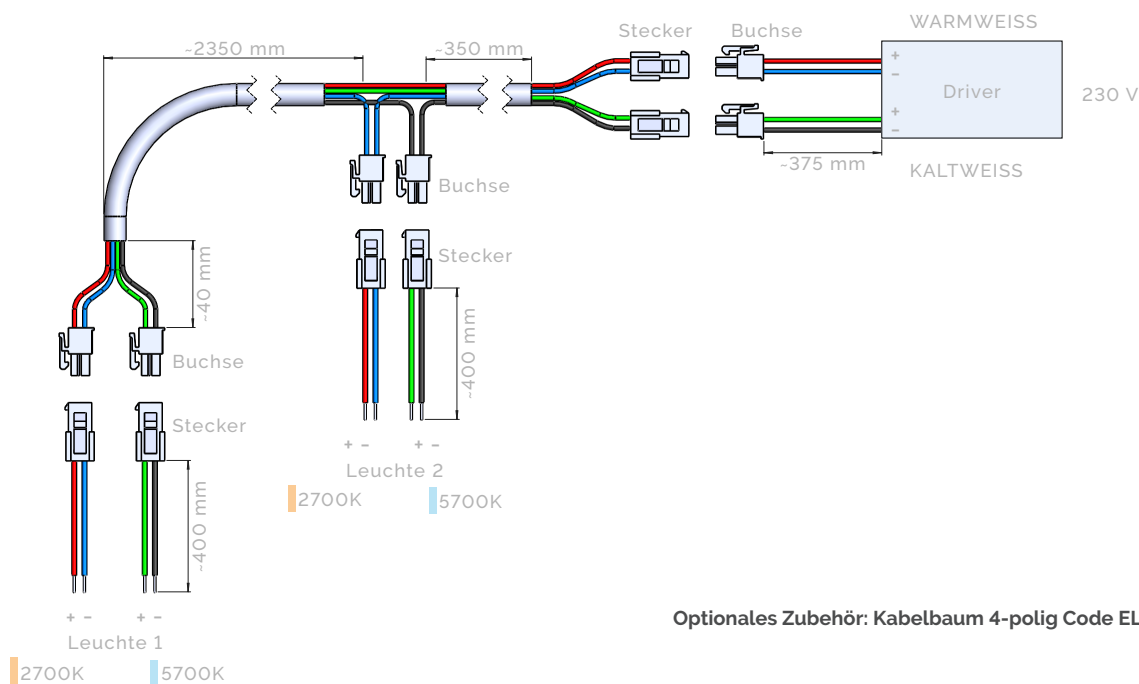 WARMWEISS
Stecker
Buchse
~2350 mm
~350 mm
+
−
Driver
230 V
+
−
~375 mm
KALTWEISS
Buchse
Stecker
~40 mm
~400 mm
Buchse
Stecker
+ − + −
Leuchte 2
2700K
5700K
~400 mm
+ − + −
Leuchte 1
2700K
5700K
Optionales Zubehör: Kabelbaum 4-polig Code EL